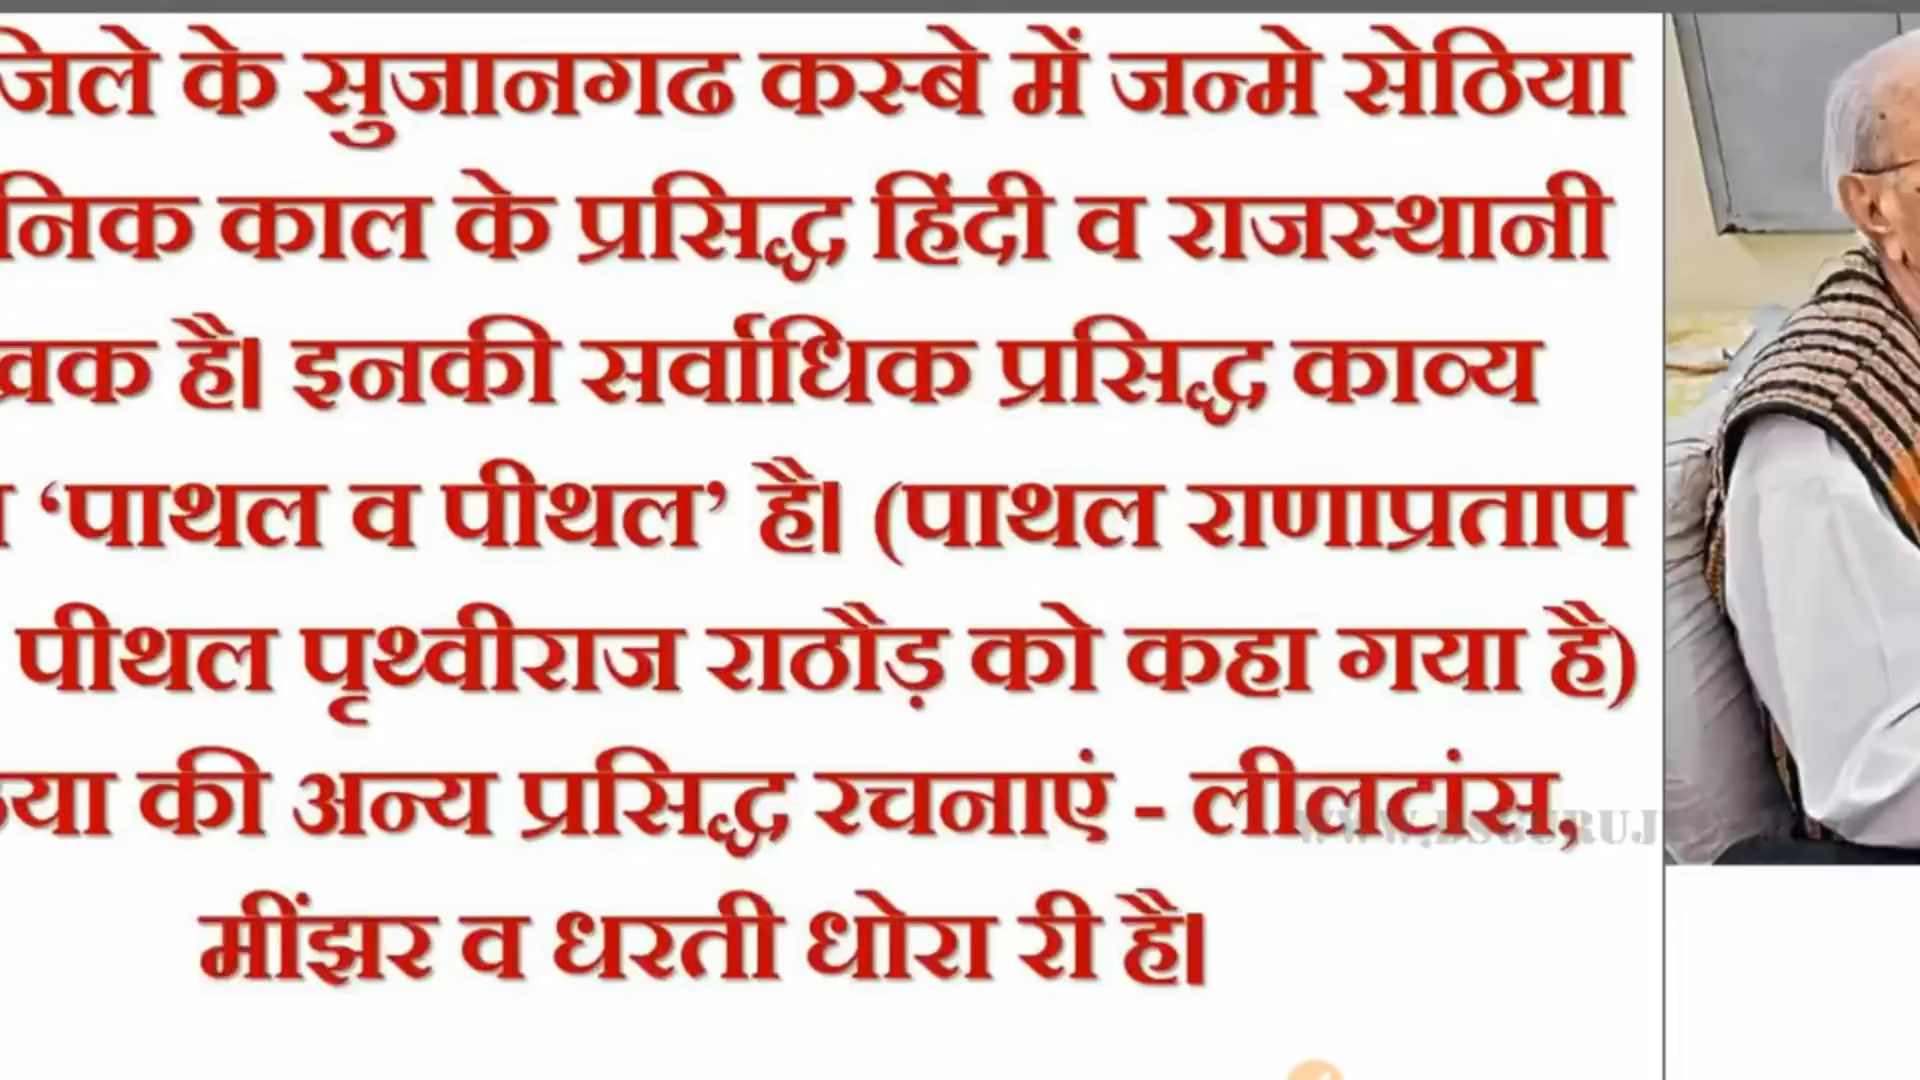 जिले के सुजानगढ कस्बे में जन्मे सेठिया
काल के प्रसिद्ध हिंदी व राजस्थानी
है। इनकी सर्वाधिक प्रसिद्ध काव्य
‘पाथल व पीथल’ है। (पाथल राणाप्रताप
पीथल पृथ्वीराज राठौड़ को कहा गया है)
की अन्य प्रसिद्ध रचनाएं - लीलटांस,
मींझर व धरती धोरा री है।